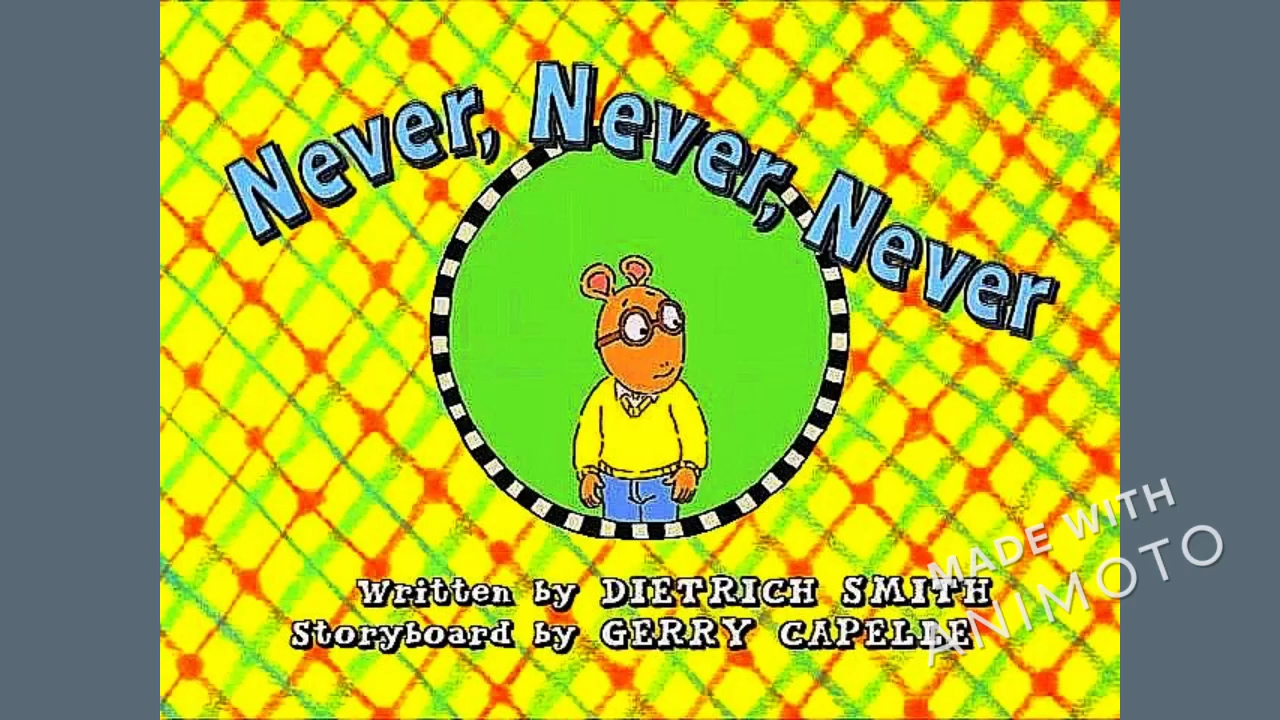 Never, Never, Never
Written by DIETRICH SMITH
Storyboard by GERRY CAPELLE
MADE WITH
ANIMOTO